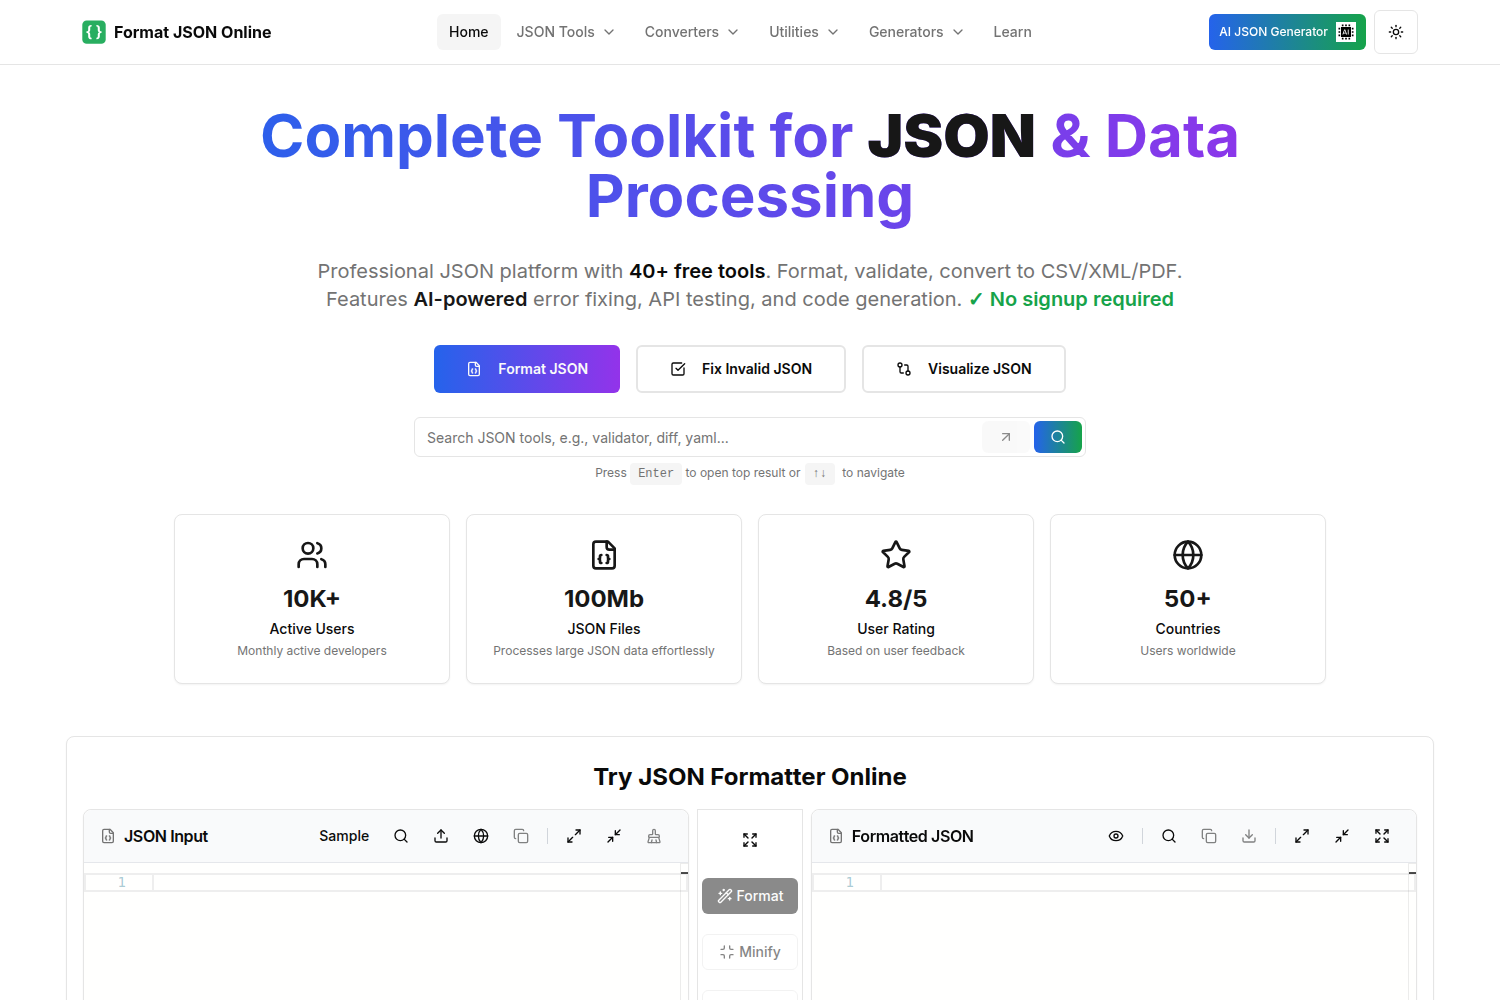 Format JSON Online
Home
JSON Tools
Converters
Utilities
Generators
Learn
AI JSON Generator
AI
Complete Toolkit for JSON & Data
Processing
Professional JSON platform with 40+ free tools. Format, validate, convert to CSV/XML/PDF.
Features AI-powered error fixing, API testing, and code generation. ✓ No signup required
Format JSON
Fix Invalid JSON
Visualize JSON
Search JSON tools, e.g., validator, diff, yaml...
Press Enter to open top result or ↑↓ to navigate
10K+
Active Users
Monthly active developers
100Mb
JSON Files
Processes large JSON data effortlessly
4.8/5
User Rating
Based on user feedback
50+
Countries
Users worldwide
Try JSON Formatter Online
JSON Input
Sample
1
Format
Minify
Formatted JSON
1